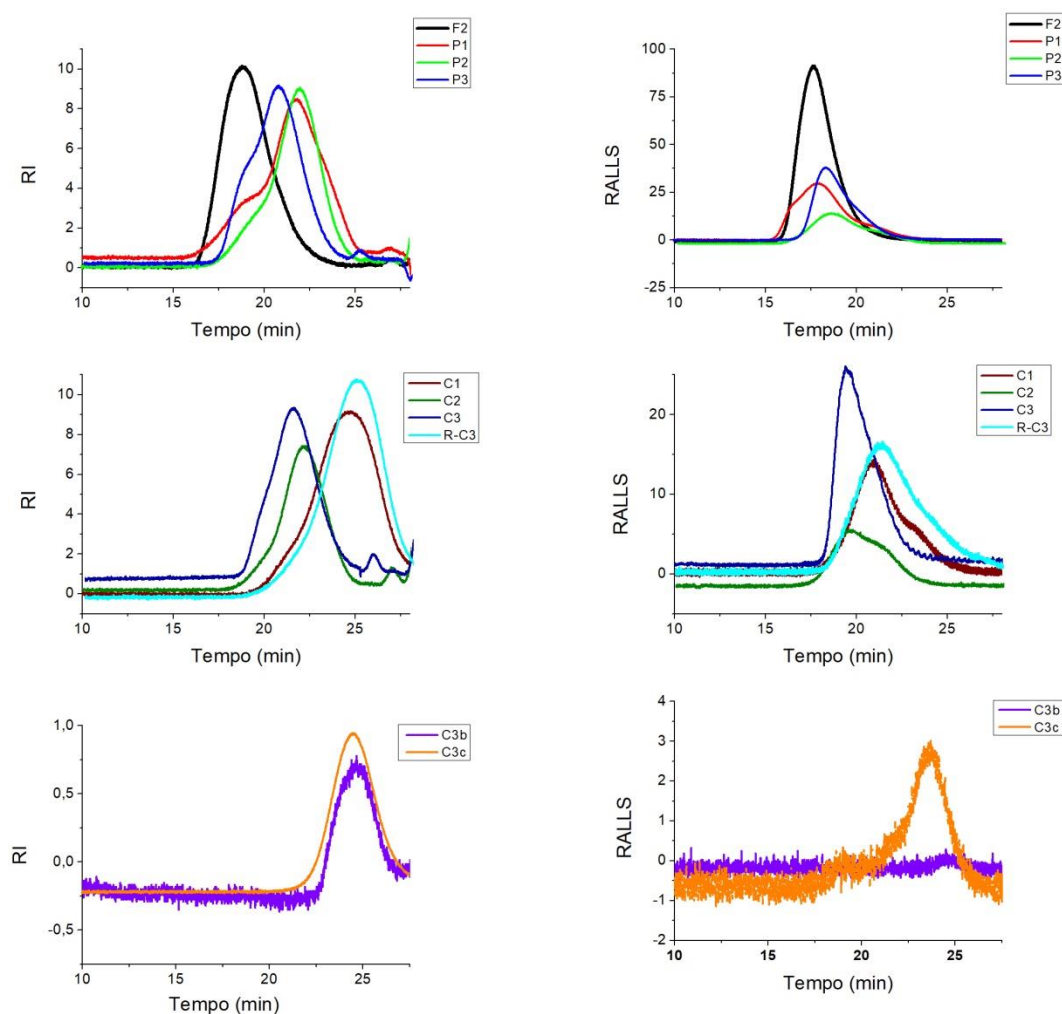 F2
P1
P2
P3
10
8
6
4
2
0
RI
10 15 20 25
Tempo (min)
F2
P1
P2
P3
100
75
50
25
0
-25
RALLS
10 15 20 25
Tempo (min)
C1
C2
C3
R-C3
10
8
6
4
2
0
RI
10 15 20 25
Tempo (min)
C1
C2
C3
R-C3
20
10
0
RALLS
10 15 20 25
Tempo (min)
C3b
C3c
1,0
0,5
0,0
-0,5
RI
10 15 20 25
Tempo (min)
C3b
C3c
4
3
2
1
0
-1
-2
RALLS
10 15 20 25
Tempo (min)